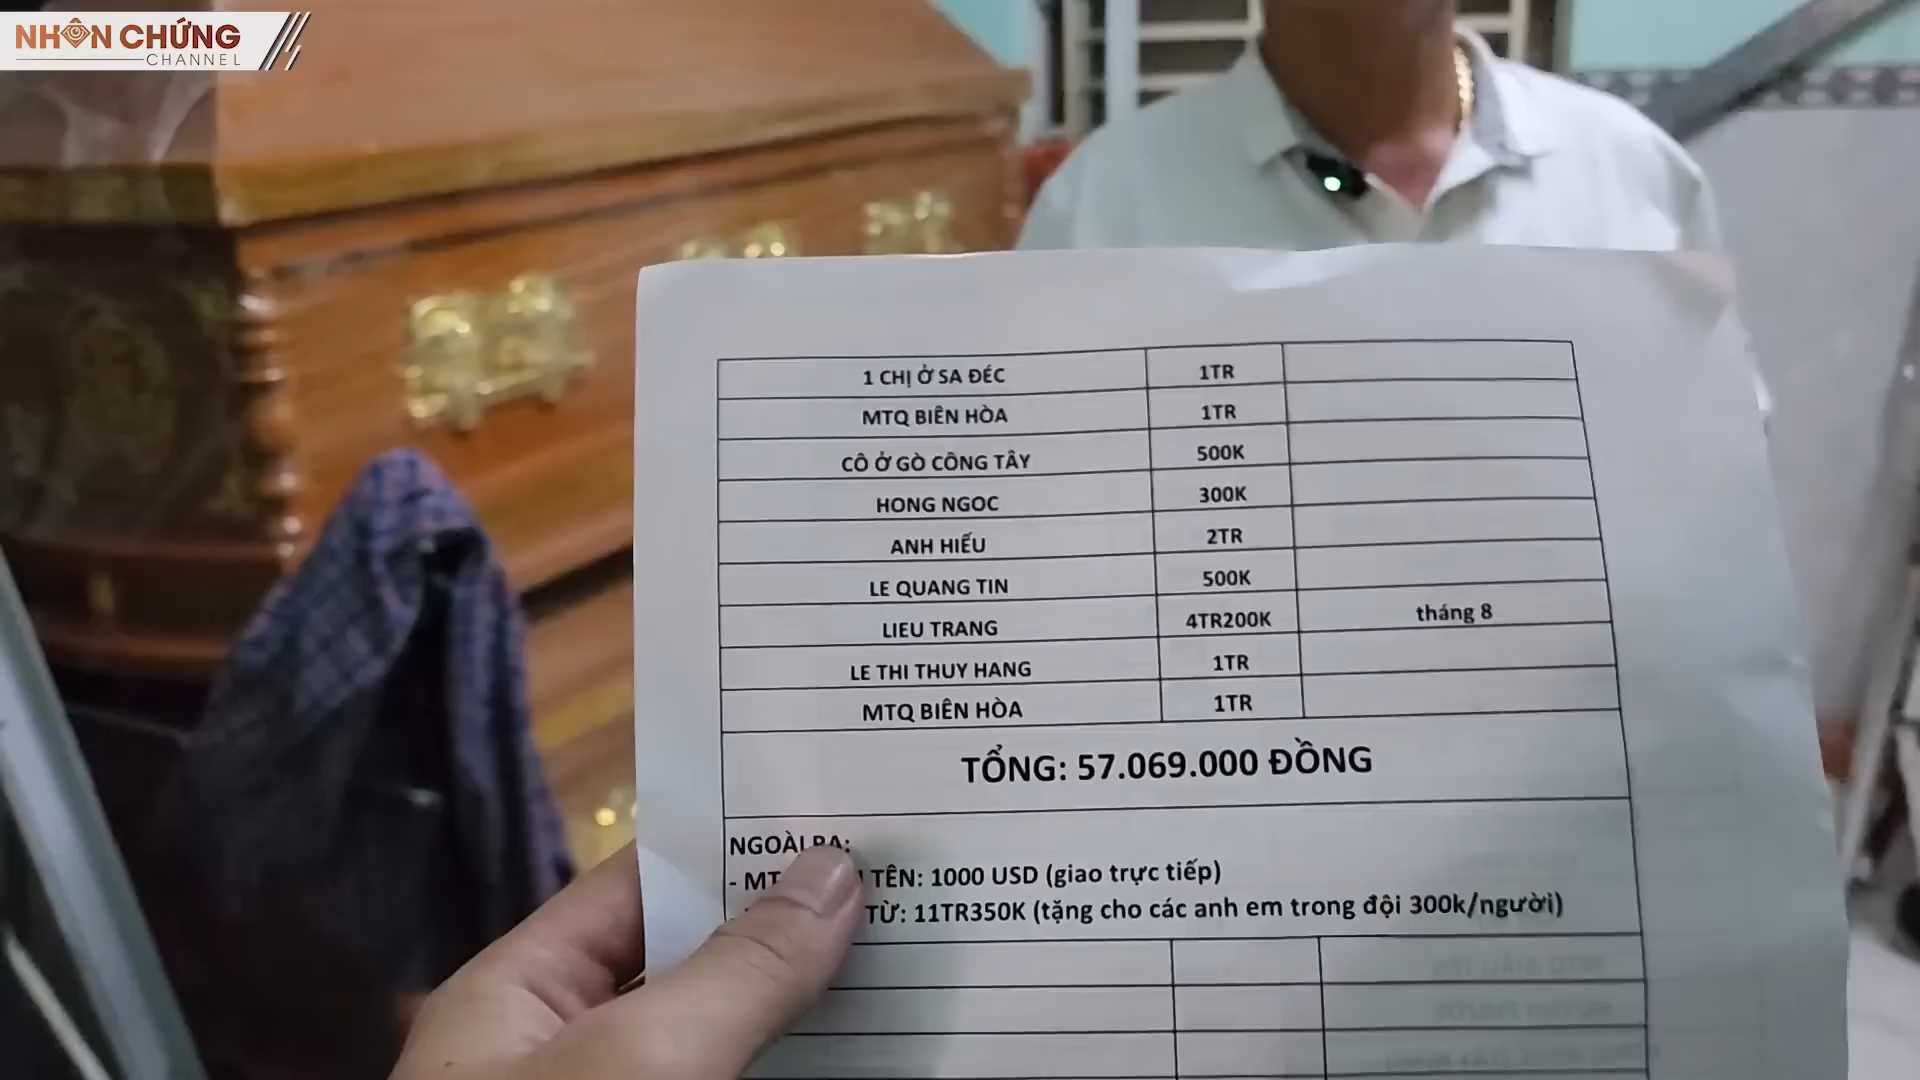 NHÂN CHỨNG
CHANNEL
1 CHỊ Ở SA ĐÉC 1TR
MTQ BIÊN HÒA 1TR
CÔ Ở GÒ CÔNG TÂY 500K
HONG NGOC 300K
ANH HIẾU 2TR
LE QUANG TIN 500K
LIEU TRANG 4TR200K tháng 8
LE THI THUY HANG 1TR
MTQ BIÊN HÒA 1TR
TỔNG: 57.069.000 ĐỒNG
NGOÀI RA:
- TÊN: 1000 USD (giao trực tiếp)
- TỪ: 11TR350K (tặng cho các anh em trong đội 300k/người)